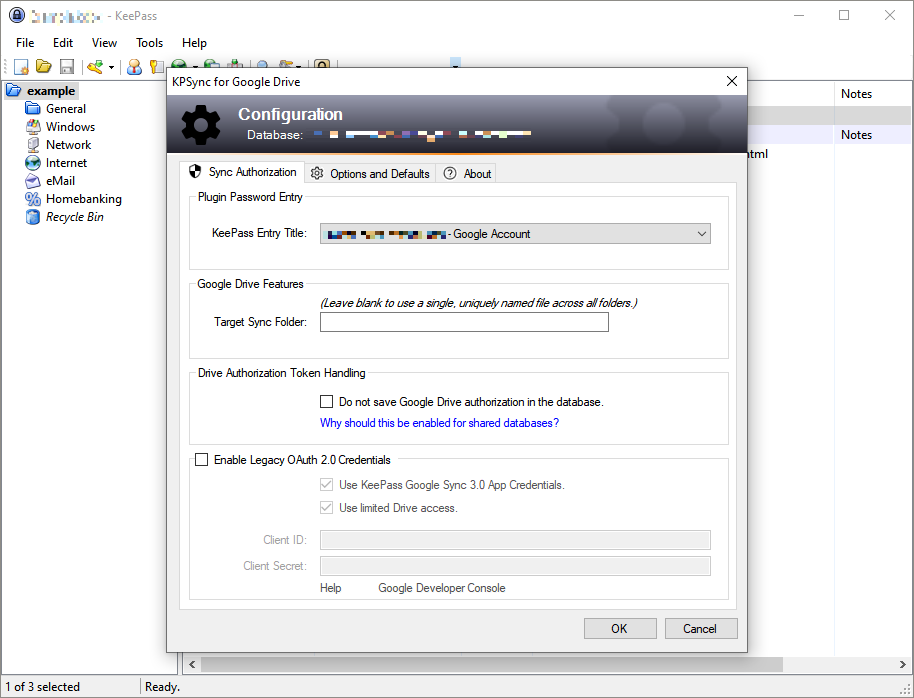 - KeePass
File Edit View Tools Help
KPSync for Google Drive
Configuration
Database:
Sync Authorization Options and Defaults About
Plugin Password Entry
KeePass Entry Title: - Google Account
Google Drive Features
(Leave blank to use a single, uniquely named file across all folders.)
Target Sync Folder:
Drive Authorization Token Handling
Do not save Google Drive authorization in the database.
Why should this be enabled for shared databases?
Enable Legacy OAuth 2.0 Credentials
Use KeePass Google Sync 3.0 App Credentials.
Use limited Drive access.
Client ID:
Client Secret:
Help Google Developer Console
OK Cancel
example
General
Windows
Network
Internet
eMail
Homebanking
Recycle Bin
Notes
Notes
html
1 of 3 selected Ready.